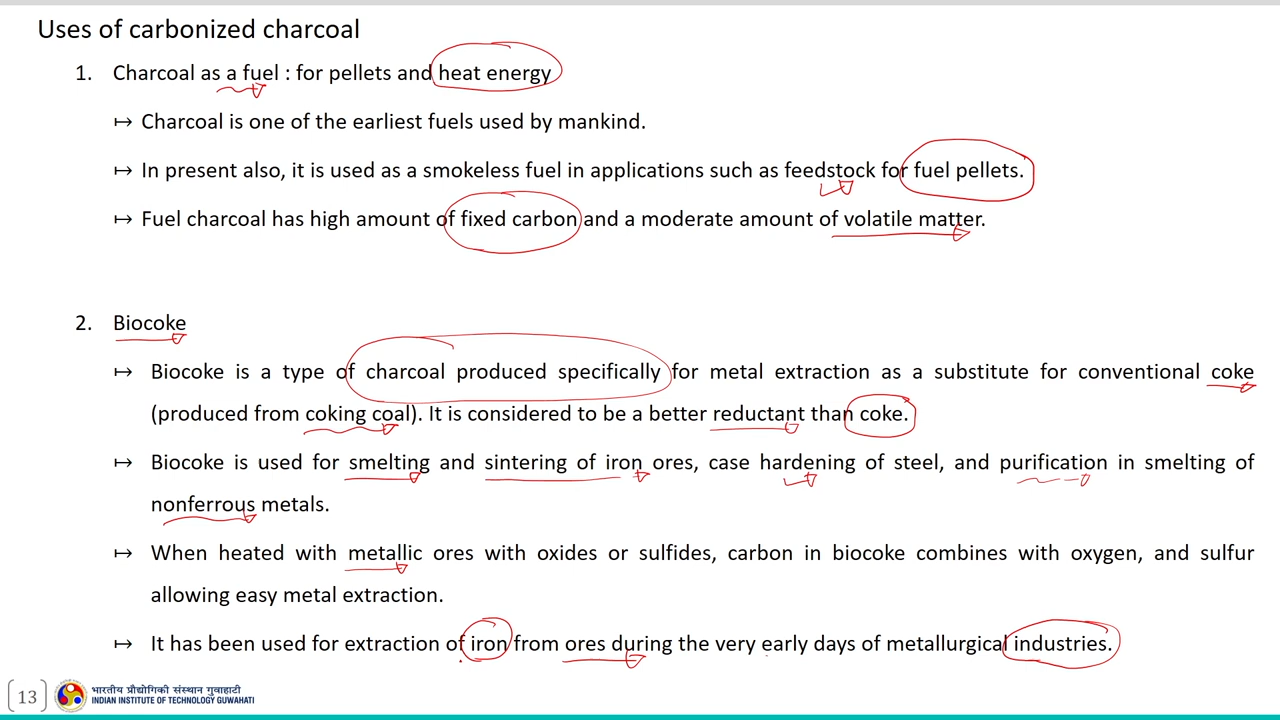 Uses of carbonized charcoal
1. Charcoal as a fuel : for pellets and heat energy
↦ Charcoal is one of the earliest fuels used by mankind.
↦ In present also, it is used as a smokeless fuel in applications such as feedstock for fuel pellets.
↦ Fuel charcoal has high amount of fixed carbon and a moderate amount of volatile matter.
2. Biocoke
↦ Biocoke is a type of charcoal produced specifically for metal extraction as a substitute for conventional coke
(produced from coking coal). It is considered to be a better reductant than coke.
↦ Biocoke is used for smelting and sintering of iron ores, case hardening of steel, and purification in smelting of
nonferrous metals.
↦ When heated with metallic ores with oxides or sulfides, carbon in biocoke combines with oxygen, and sulfur
allowing easy metal extraction.
↦ It has been used for extraction of iron from ores during the very early days of metallurgical industries.
13
भारतीय प्रौद्योगिकी संस्थान गुवाहाटी
INDIAN INSTITUTE OF TECHNOLOGY GUWAHATI